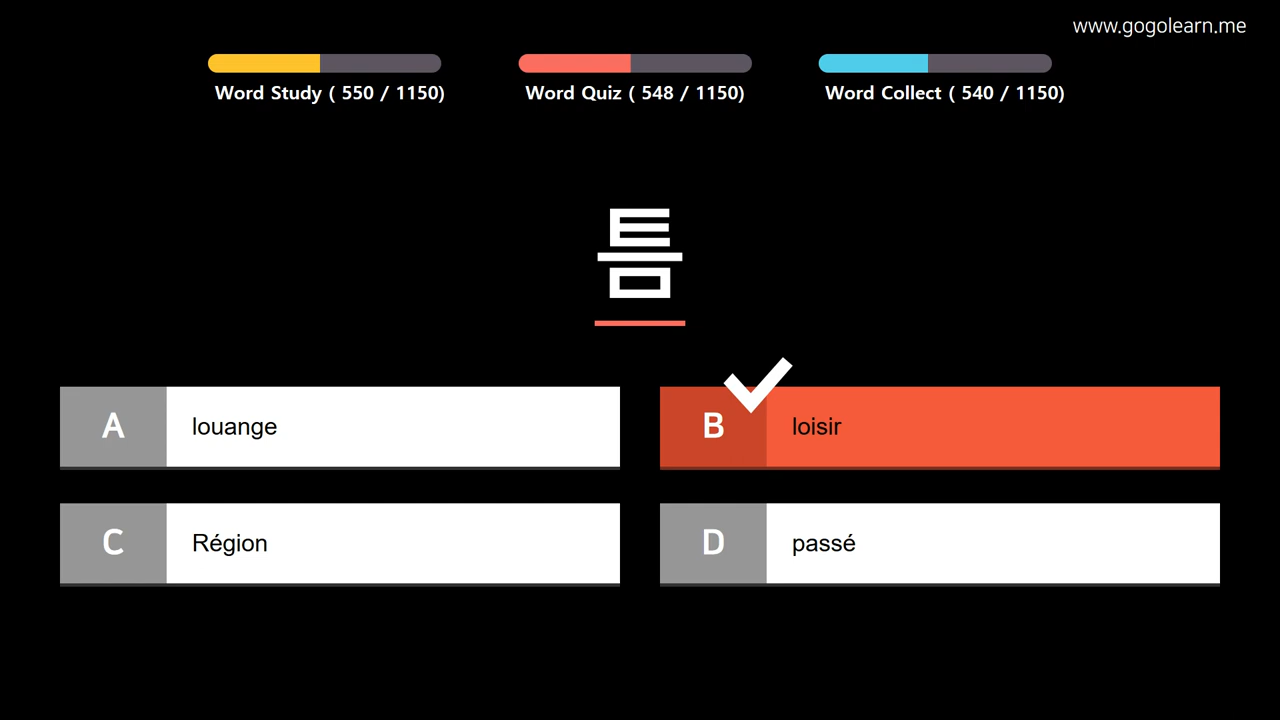 www.gogolearn.me
Word Study ( 550 / 1150)
Word Quiz ( 548 / 1150)
Word Collect ( 540 / 1150)
틈
A louange
B loisir
C Région
D passé